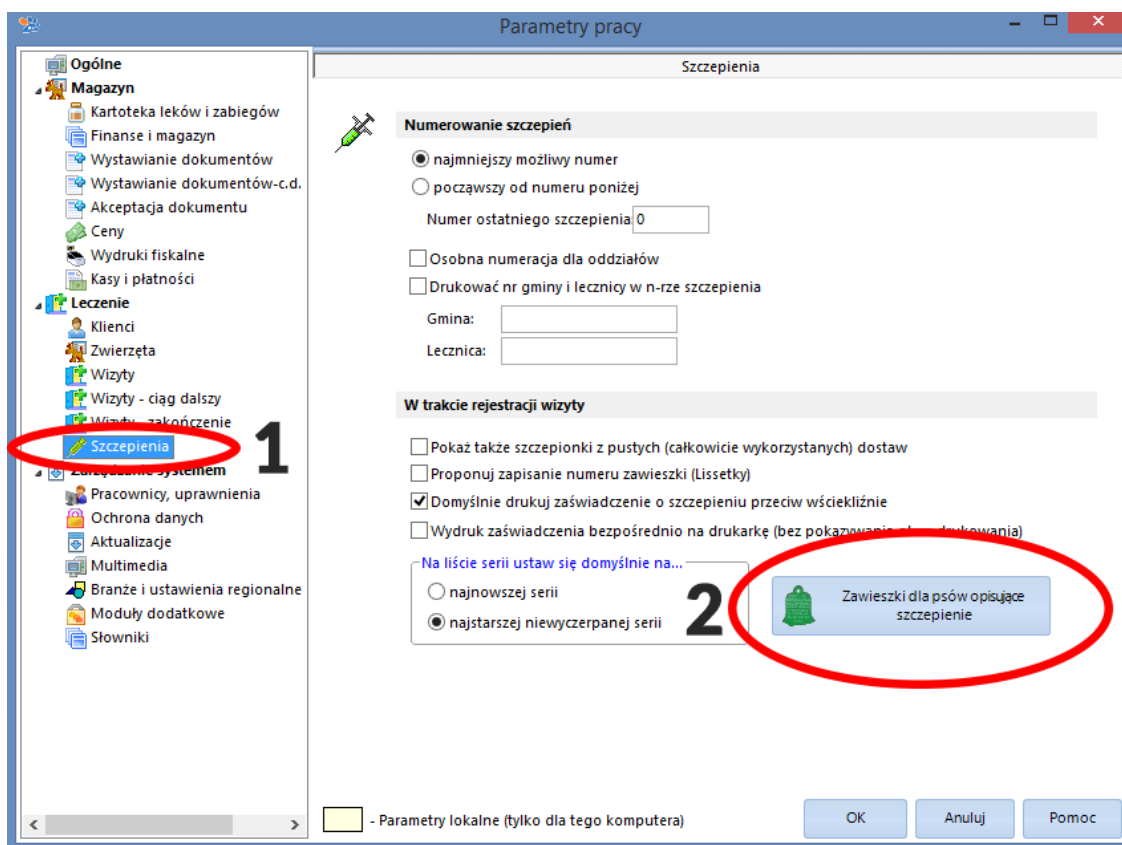 Parametry pracy
Ogólne
Magazyn
Kartoteka leków i zabiegów
Finanse i magazyn
Wystawianie dokumentów
Wystawianie dokumentów-c.d.
Akceptacja dokumentu
Ceny
Wydruki fiskalne
Kasy i płatności
Leczenie
Klienci
Zwierzęta
Wizyty
Wizyty - ciąg dalszy
Wizyty - zakończenie
Szczepienia
1
Zarządzanie systemem
Pracownicy, uprawnienia
Ochrona danych
Aktualizacje
Multimedia
Branże i ustawienia regionalne
Moduły dodatkowe
Słowniki
Szczepienia
Numerowanie szczepień
najmniejszy możliwy numer
począwszy od numeru poniżej
Numer ostatniego szczepienia: 0
Osobna numeracja dla oddziałów
Drukować nr gminy i lecznicy w n-rze szczepienia
Gmina:
Lecznica:
W trakcie rejestracji wizyty
Pokaż także szczepionki z pustych (całkowicie wykorzystanych) dostaw
Proponuj zapisanie numeru zawieszki (Lissetky)
Domyślnie drukuj zaświadczenie o szczepieniu przeciw wściekliźnie
Wydruk zaświadczenia bezpośrednio na drukarkę (bez pokazywania okna drukowania)
Na liście serii ustaw się domyślnie na...
najnowszej serii
najstarszej niewyczerpanej serii
2
Zawieszki dla psów opisujące
szczepienie
- Parametry lokalne (tylko dla tego komputera)
OK
Anuluj
Pomoc